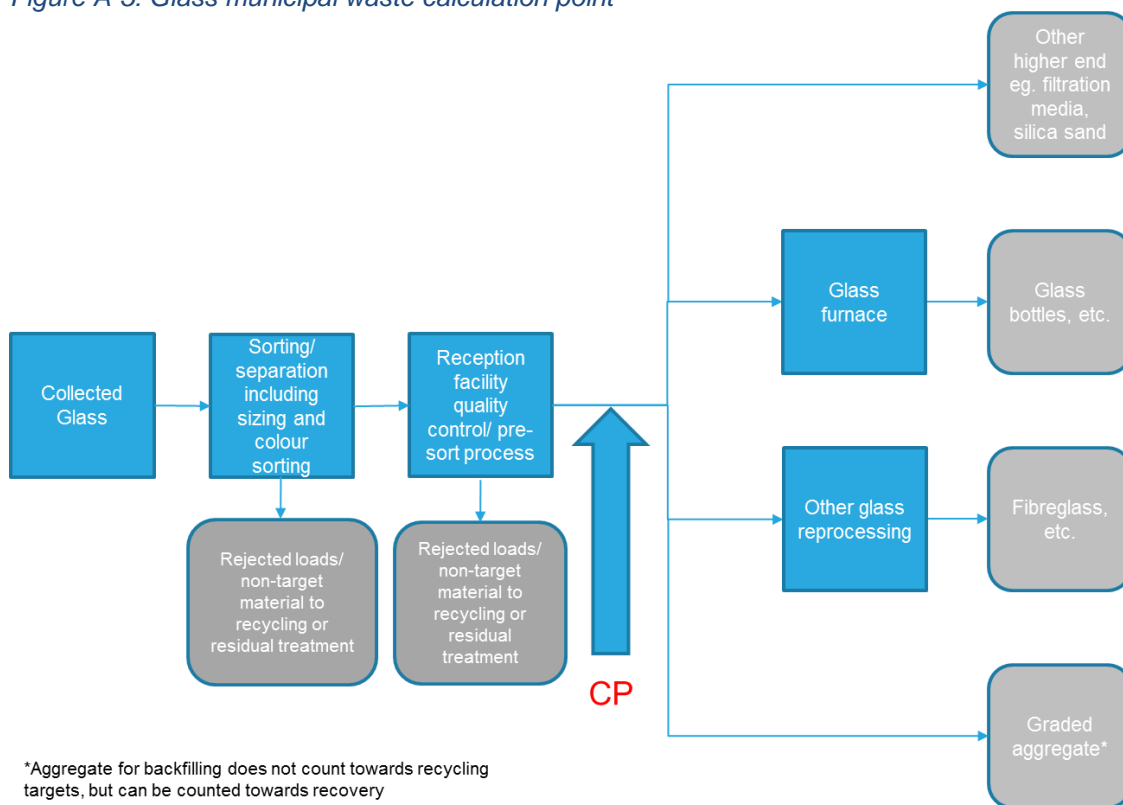 Figure A-3: Glass municipal waste calculation point
Other
higher end
eg. filtration
media,
silica sand
Glass
furnace
Glass
bottles, etc.
Collected
Glass
Sorting/
separation
including
sizing and
colour
sorting
Reception
facility
quality
control/ pre-
sort process
Other glass
reprocessing
Fibreglass,
etc.
Rejected loads/
non-target
material to
recycling or
residual treatment
Rejected loads/
non-target
material to
recycling or
residual
treatment
CP
Graded
aggregate*
*Aggregate for backfilling does not count towards recycling
targets, but can be counted towards recovery